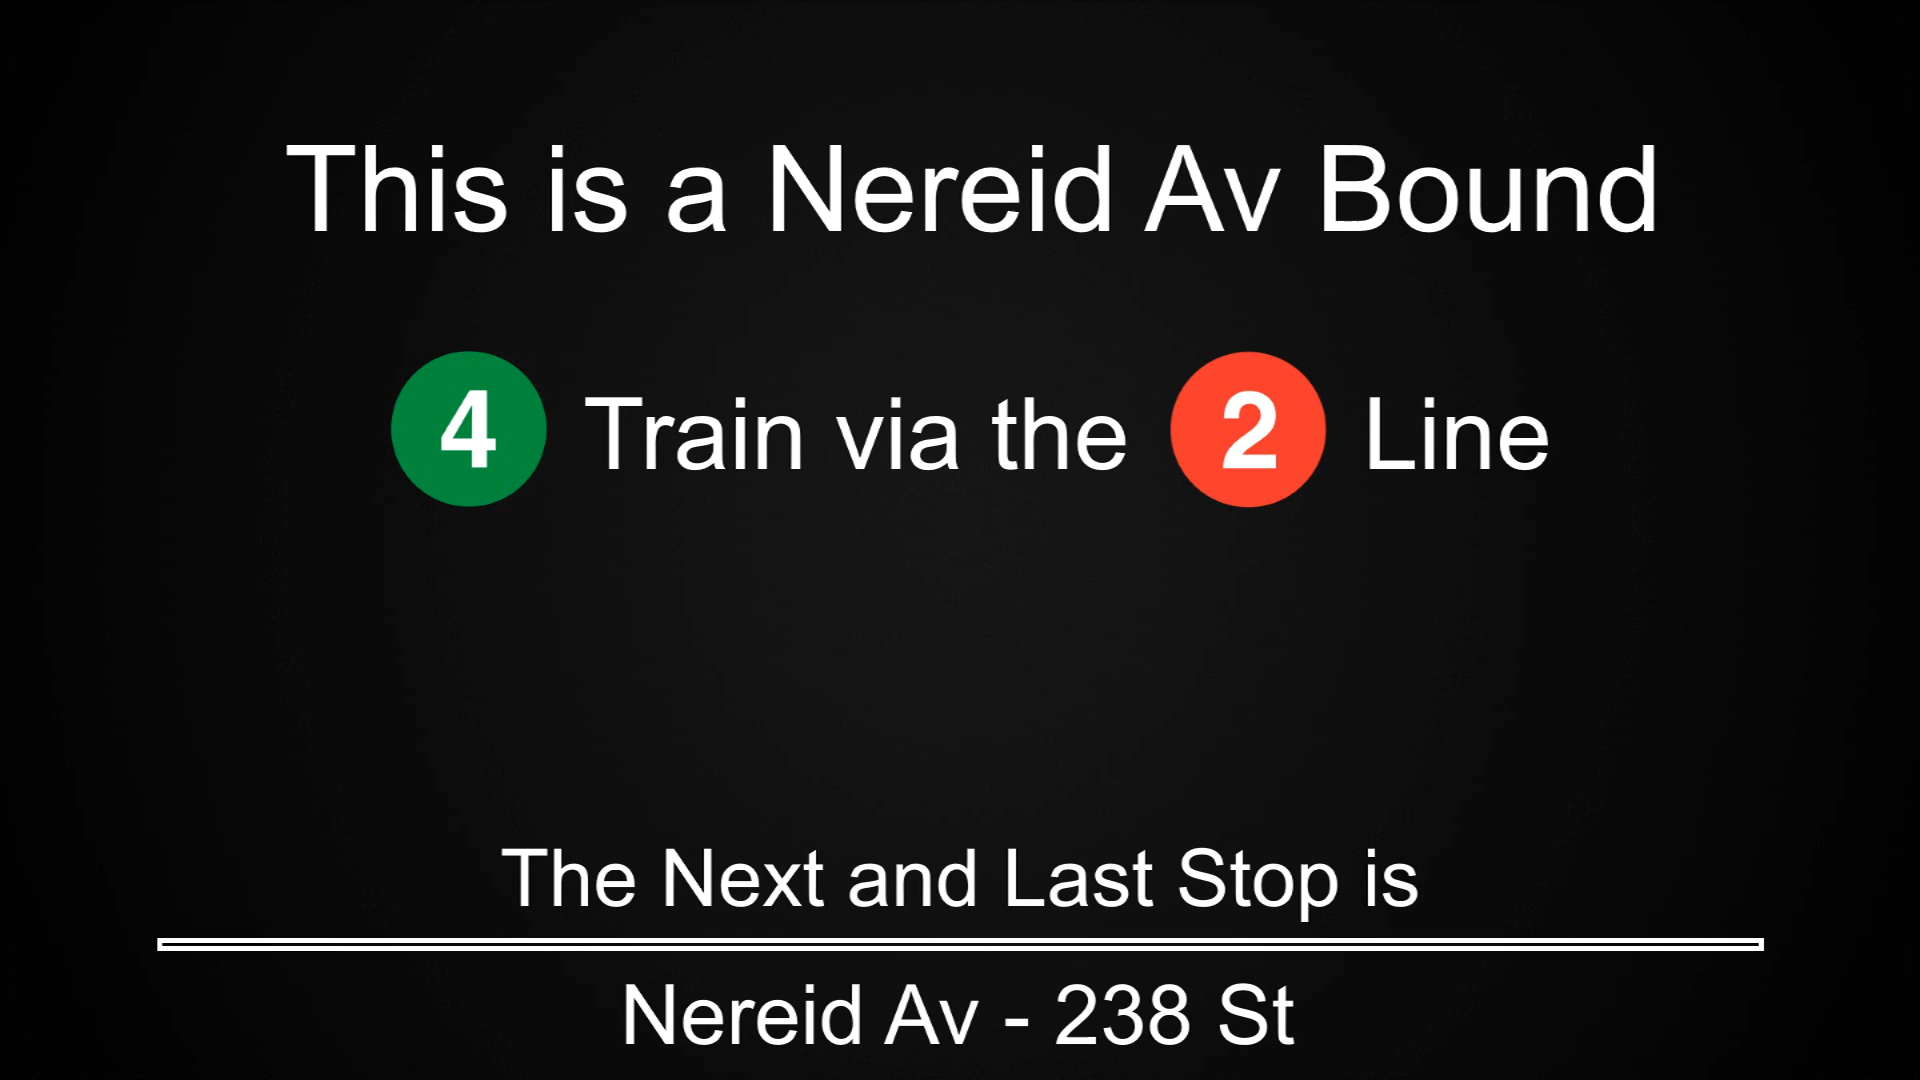 This is a Nereid Av Bound
4 Train via the 2 Line
The Next and Last Stop is
Nereid Av - 238 St